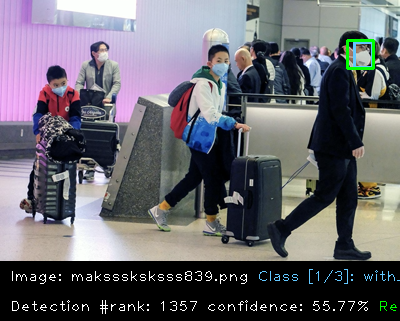 Image: maksssksksss839.png Class [1/3]: with_
Detection #rank: 1357 confidence: 55.77% Re